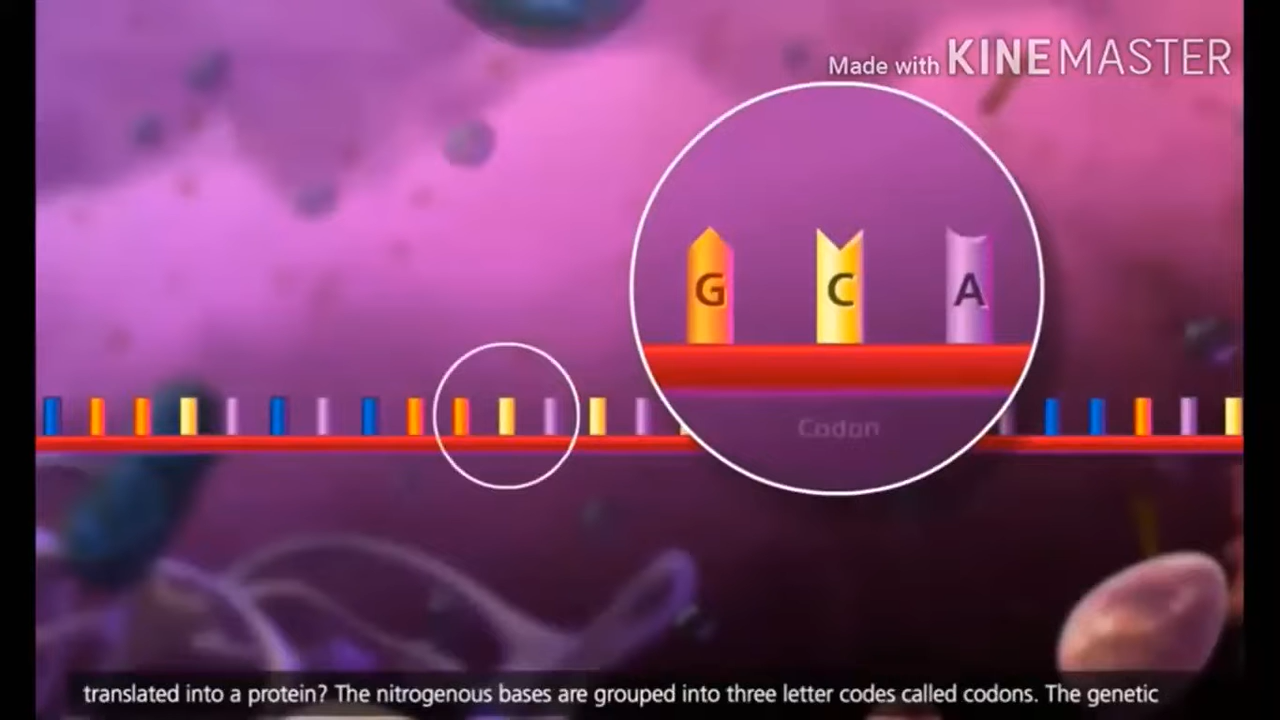 Made with KINEMASTER
G C A
Codon
translated into a protein? The nitrogenous bases are grouped into three letter codes called codons. The genetic